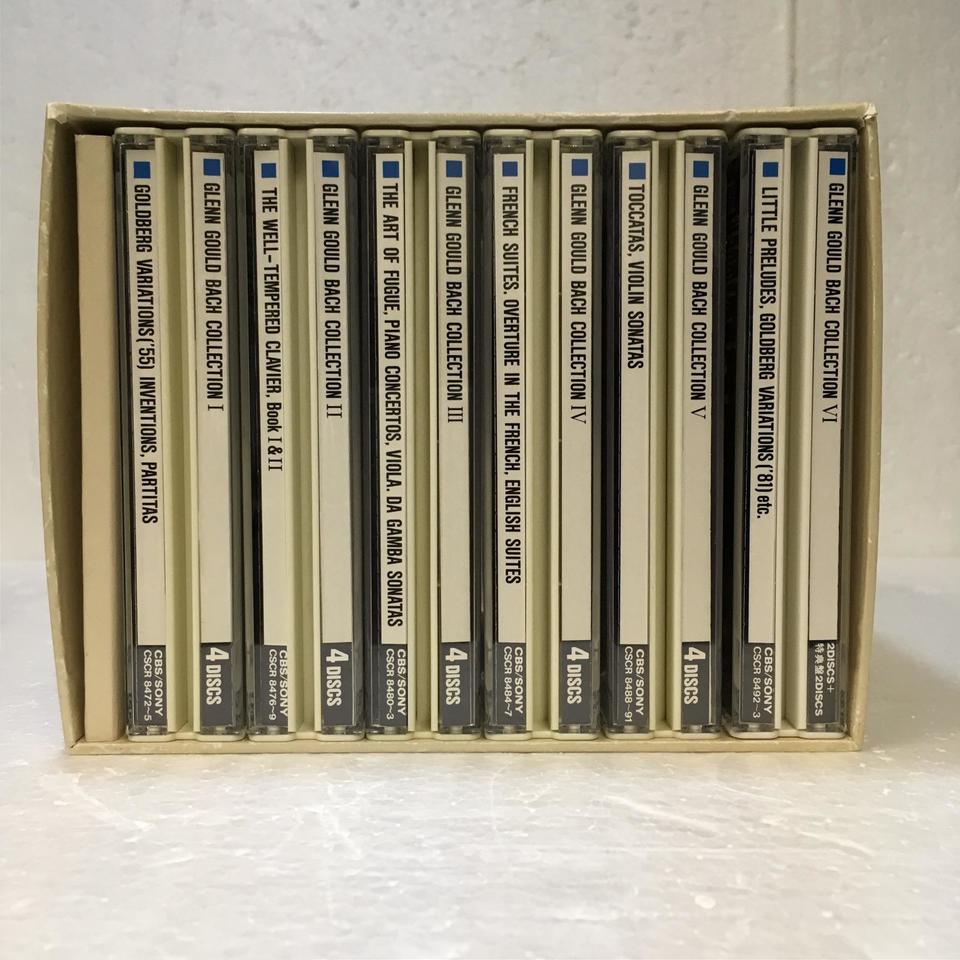 GOLDBERG VARIATIONS('55) INVENTIONS, PARTITAS
CBS/SONY
CSCR 8472~5
GLENN GOULD BACH COLLECTION I
4 DISCS
THE WELL-TEMPERED CLAVIER, Book I & II
CBS/SONY
CSCR 8476~9
GLENN GOULD BACH COLLECTION II
4 DISCS
THE ART OF FUGUE, PIANO CONCERTOS, VIOLA. DA GAMBA SONATAS
CBS/SONY
CSCR 8480~3
GLENN GOULD BACH COLLECTION III
4 DISCS
FRENCH SUITES. OVERTURE IN THE FRENCH, ENGLISH SUITES
CBS/SONY
CSCR 8484~7
GLENN GOULD BACH COLLECTION IV
4 DISCS
TOCCATAS, VIOLIN SONATAS
CBS/SONY
CSCR 8488~91
GLENN GOULD BACH COLLECTION V
4 DISCS
LITTLE PRELUDES, GOLDBERG VARIATIONS ('81) etc.
CBS/SONY
CSCR 8492~3
GLENN GOULD BACH COLLECTION VI
2DISCS+
特典盤2DISCS